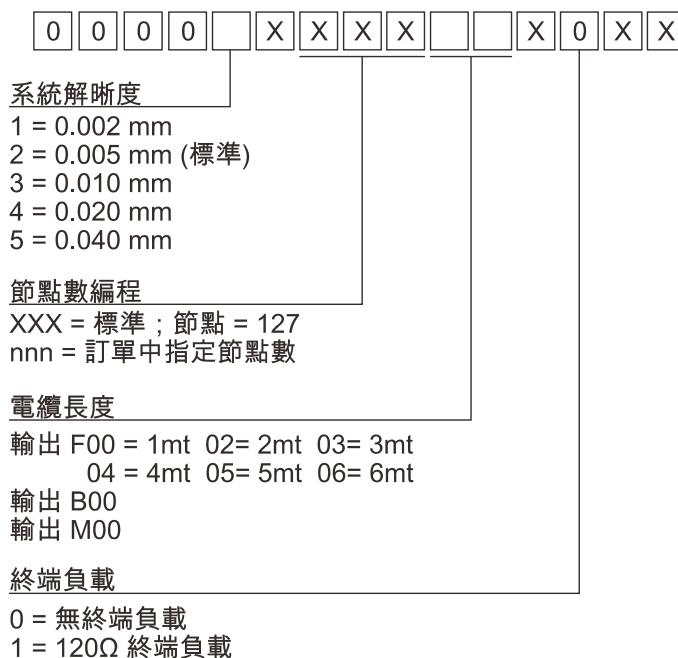 0 0 0 0 X X X X X 0 X X
系統解晰度
1 = 0.002 mm
2 = 0.005 mm (標準)
3 = 0.010 mm
4 = 0.020 mm
5 = 0.040 mm
節點數編程
XXX = 標準 ; 節點 = 127
nnn = 訂單中指定節點數
電纜長度
輸出 F00 = 1mt 02= 2mt 03= 3mt
04 = 4mt 05= 5mt 06= 6mt
輸出 B00
輸出 M00
終端負載
0 = 無終端負載
1 = 120Ω 終端負載